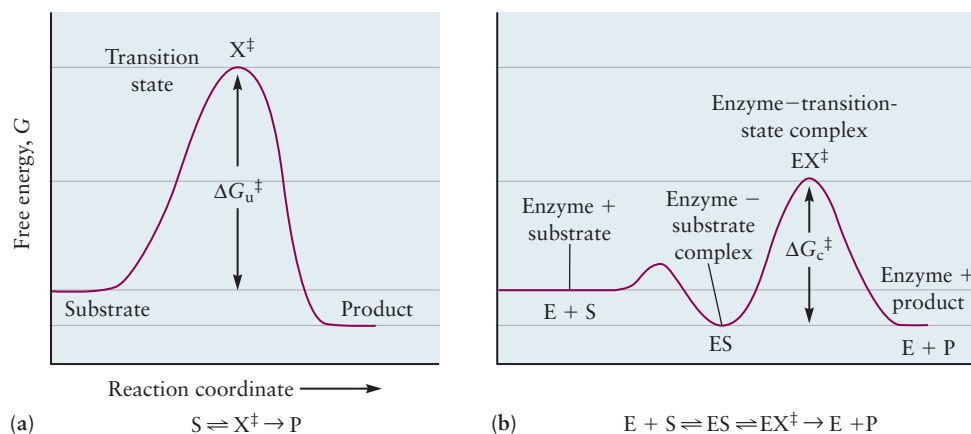 Free energy, G
Transition
state
X‡
ΔGu‡
Substrate
Product
Reaction coordinate
(a)
S ⇌ X‡ → P
Enzyme–transition-
state complex
EX‡
Enzyme +
substrate
Enzyme –
substrate
complex
ΔGc‡
Enzyme +
product
E + S
ES
E + P
(b)
E + S ⇌ ES ⇌ EX‡ → E +P